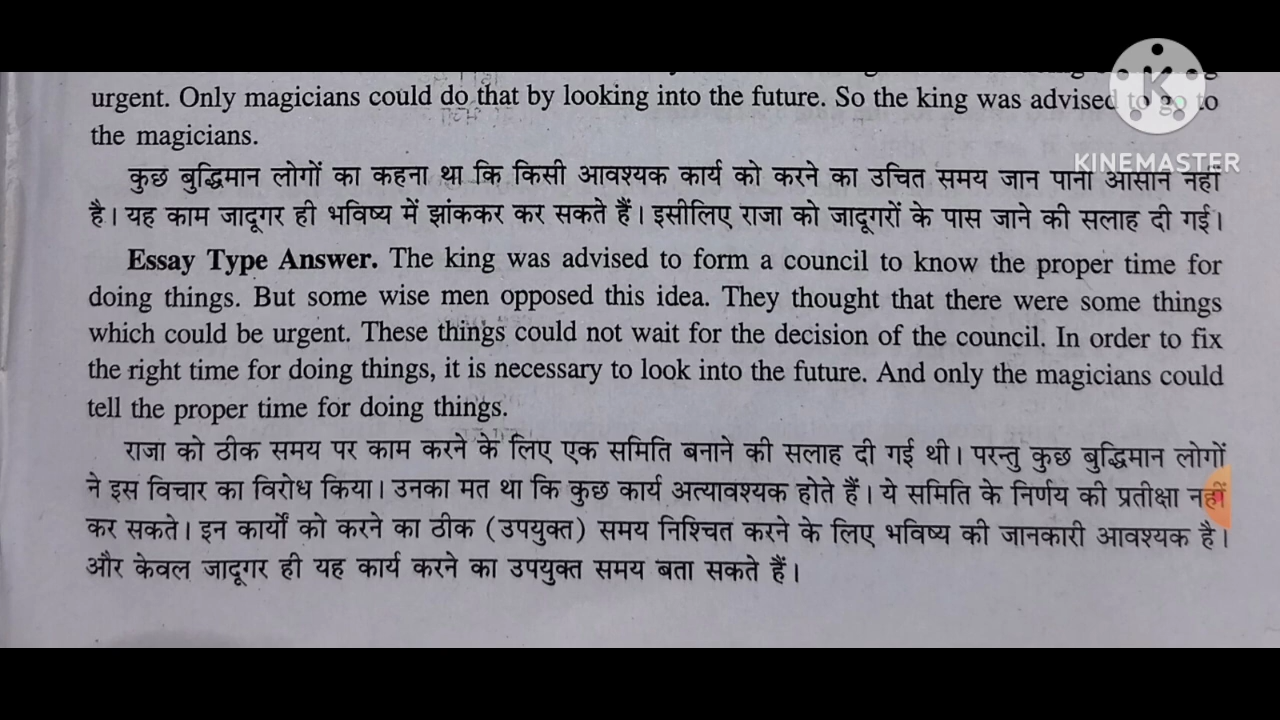 urgent. Only magicians could do that by looking into the future. So the king was advised to go to
the magicians.
KINEMASTER
कुछ बुद्धिमान लोगों का कहना था कि किसी आवश्यक कार्य को करने का उचित समय जान पाना आसान नहीं
है। यह काम जादूगर ही भविष्य में झांककर कर सकते हैं। इसीलिए राजा को जादूगरों के पास जाने की सलाह दी गई।
Essay Type Answer. The king was advised to form a council to know the proper time for
doing things. But some wise men opposed this idea. They thought that there were some things
which could be urgent. These things could not wait for the decision of the council. In order to fix
the right time for doing things, it is necessary to look into the future. And only the magicians could
tell the proper time for doing things.
राजा को ठीक समय पर काम करने के लिए एक समिति बनाने की सलाह दी गई थी। परन्तु कुछ बुद्धिमान लोगों
ने इस विचार का विरोध किया। उनका मत था कि कुछ कार्य अत्यावश्यक होते हैं। ये समिति के निर्णय की प्रतीक्षा नहीं
कर सकते। इन कार्यों को करने का ठीक (उपयुक्त) समय निश्चित करने के लिए भविष्य की जानकारी आवश्यक है।
और केवल जादूगर ही यह कार्य करने का उपयुक्त समय बता सकते हैं।